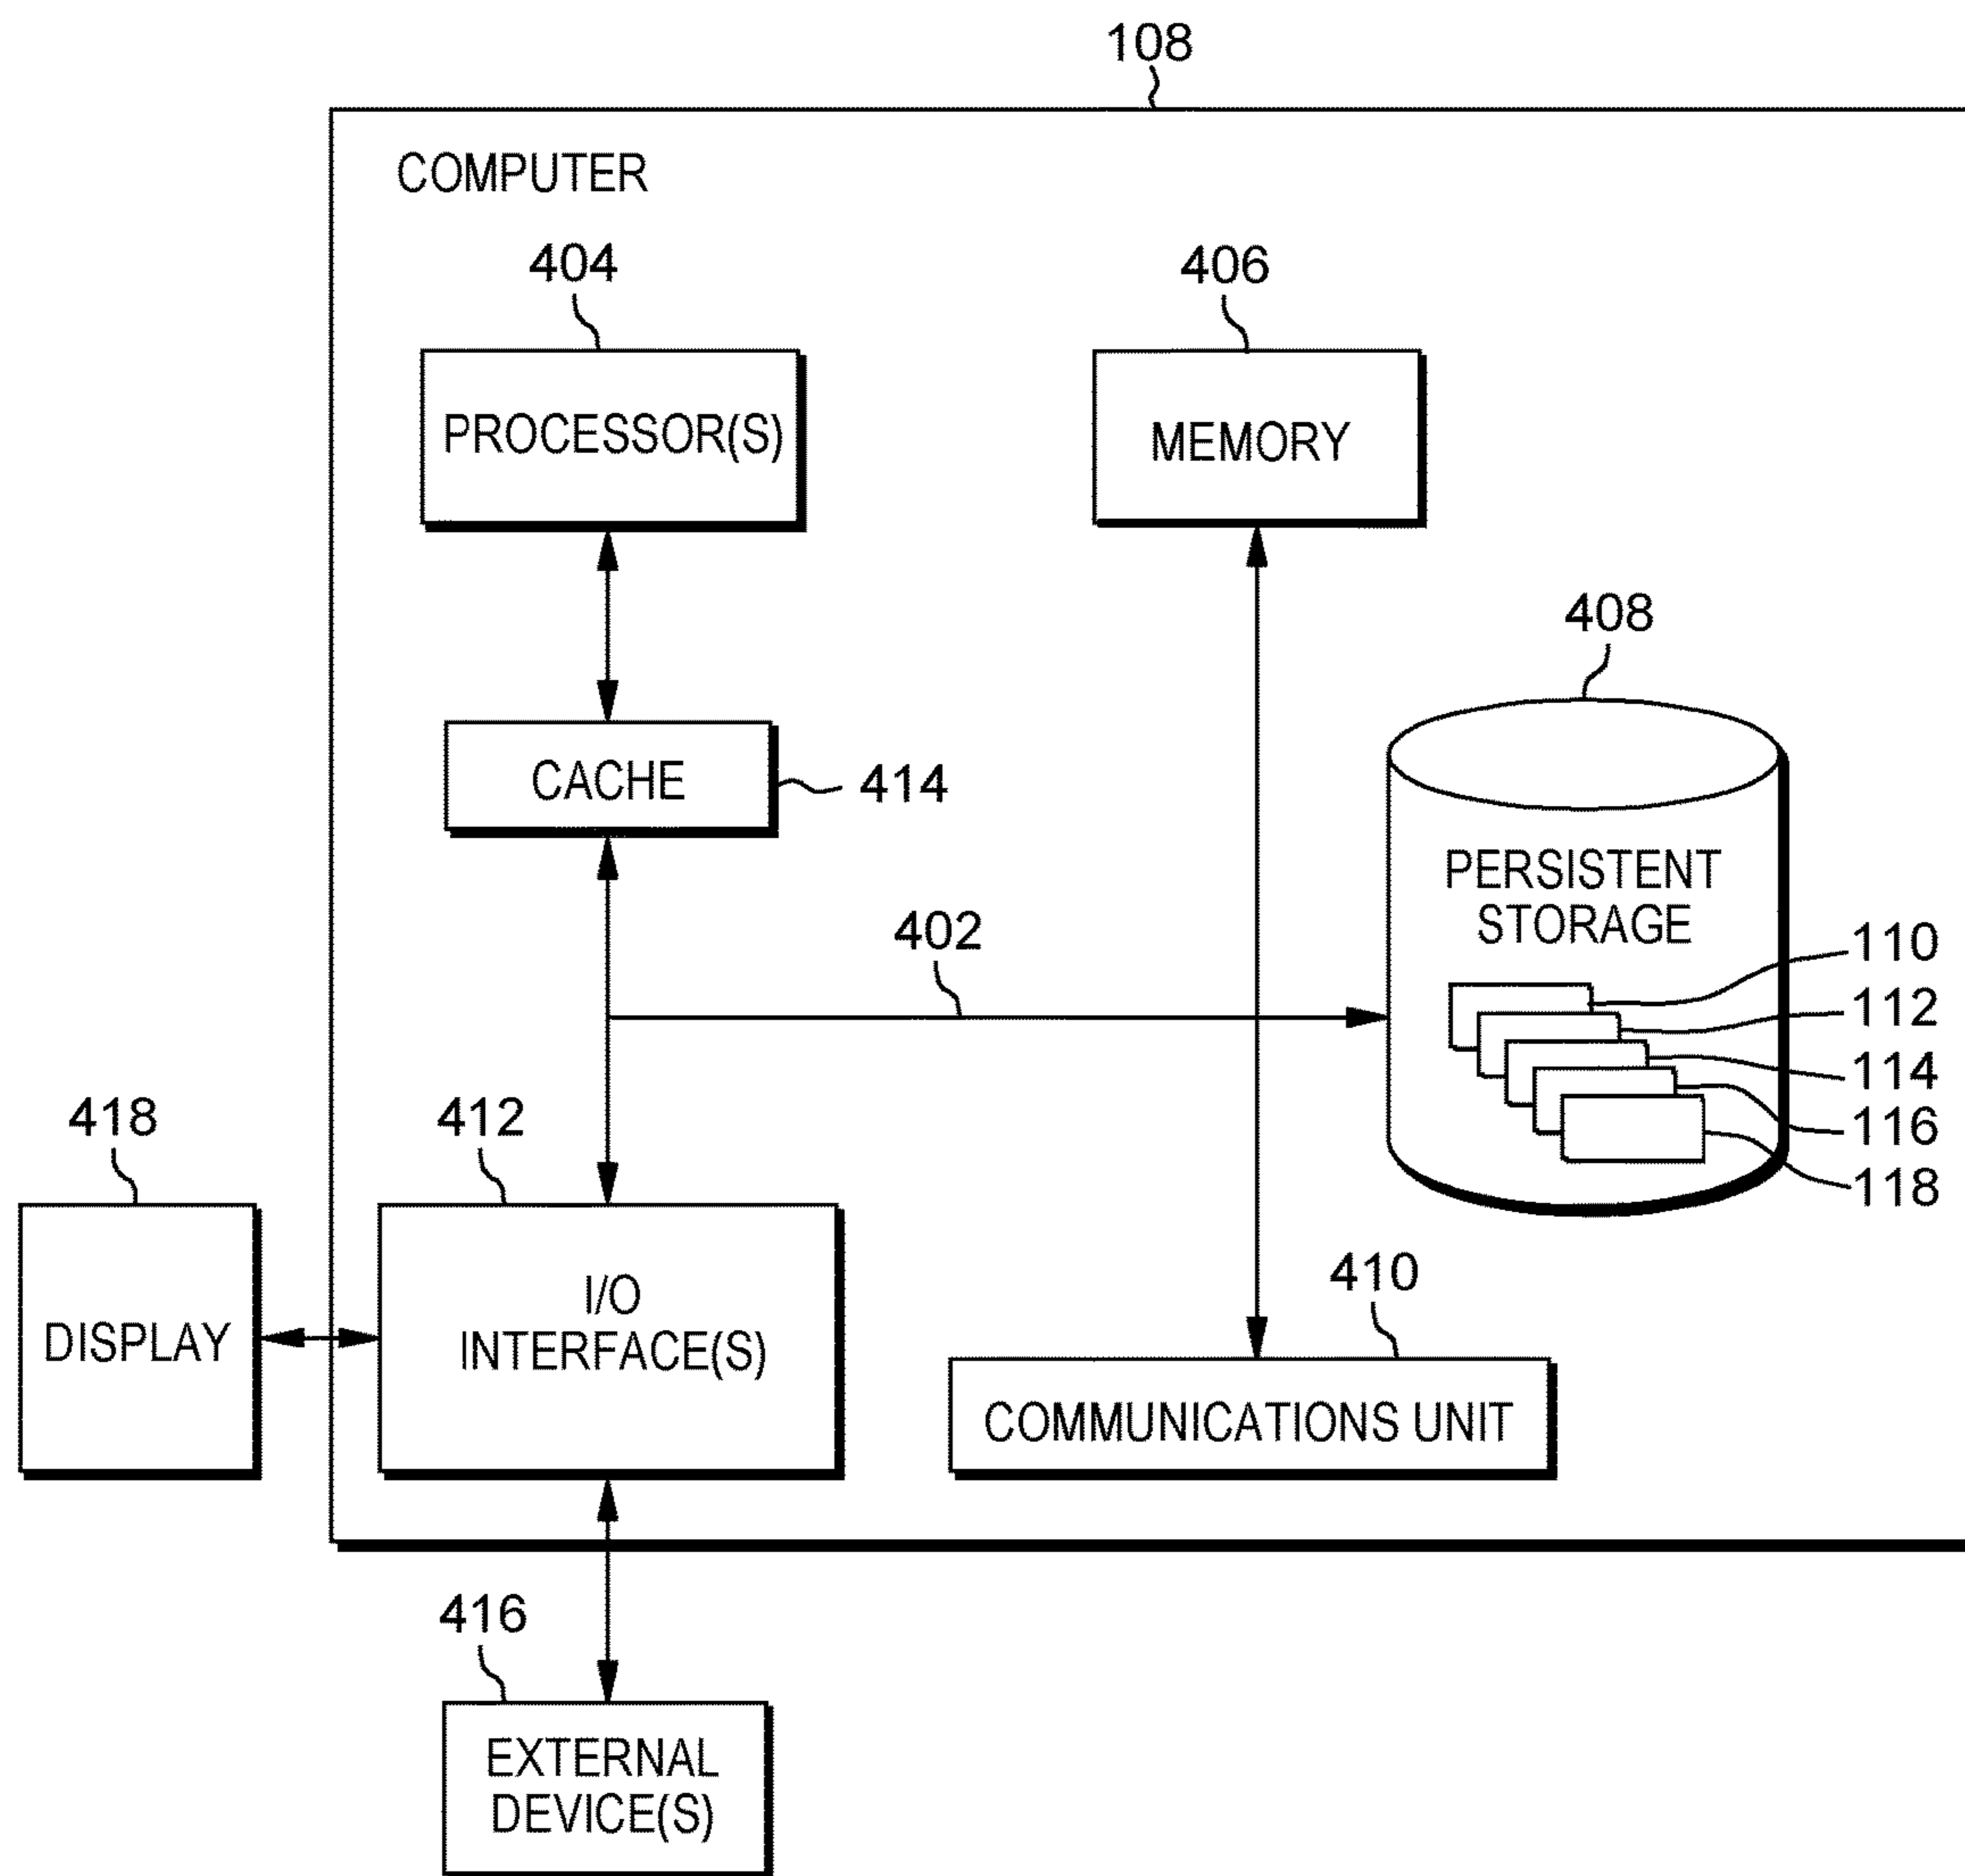 108
COMPUTER
404
406
PROCESSOR(S)
MEMORY
408
CACHE
414
PERSISTENT
STORAGE
402
110
112
114
116
118
418
412
DISPLAY
I/O
INTERFACE(S)
410
COMMUNICATIONS UNIT
416
EXTERNAL
DEVICE(S)